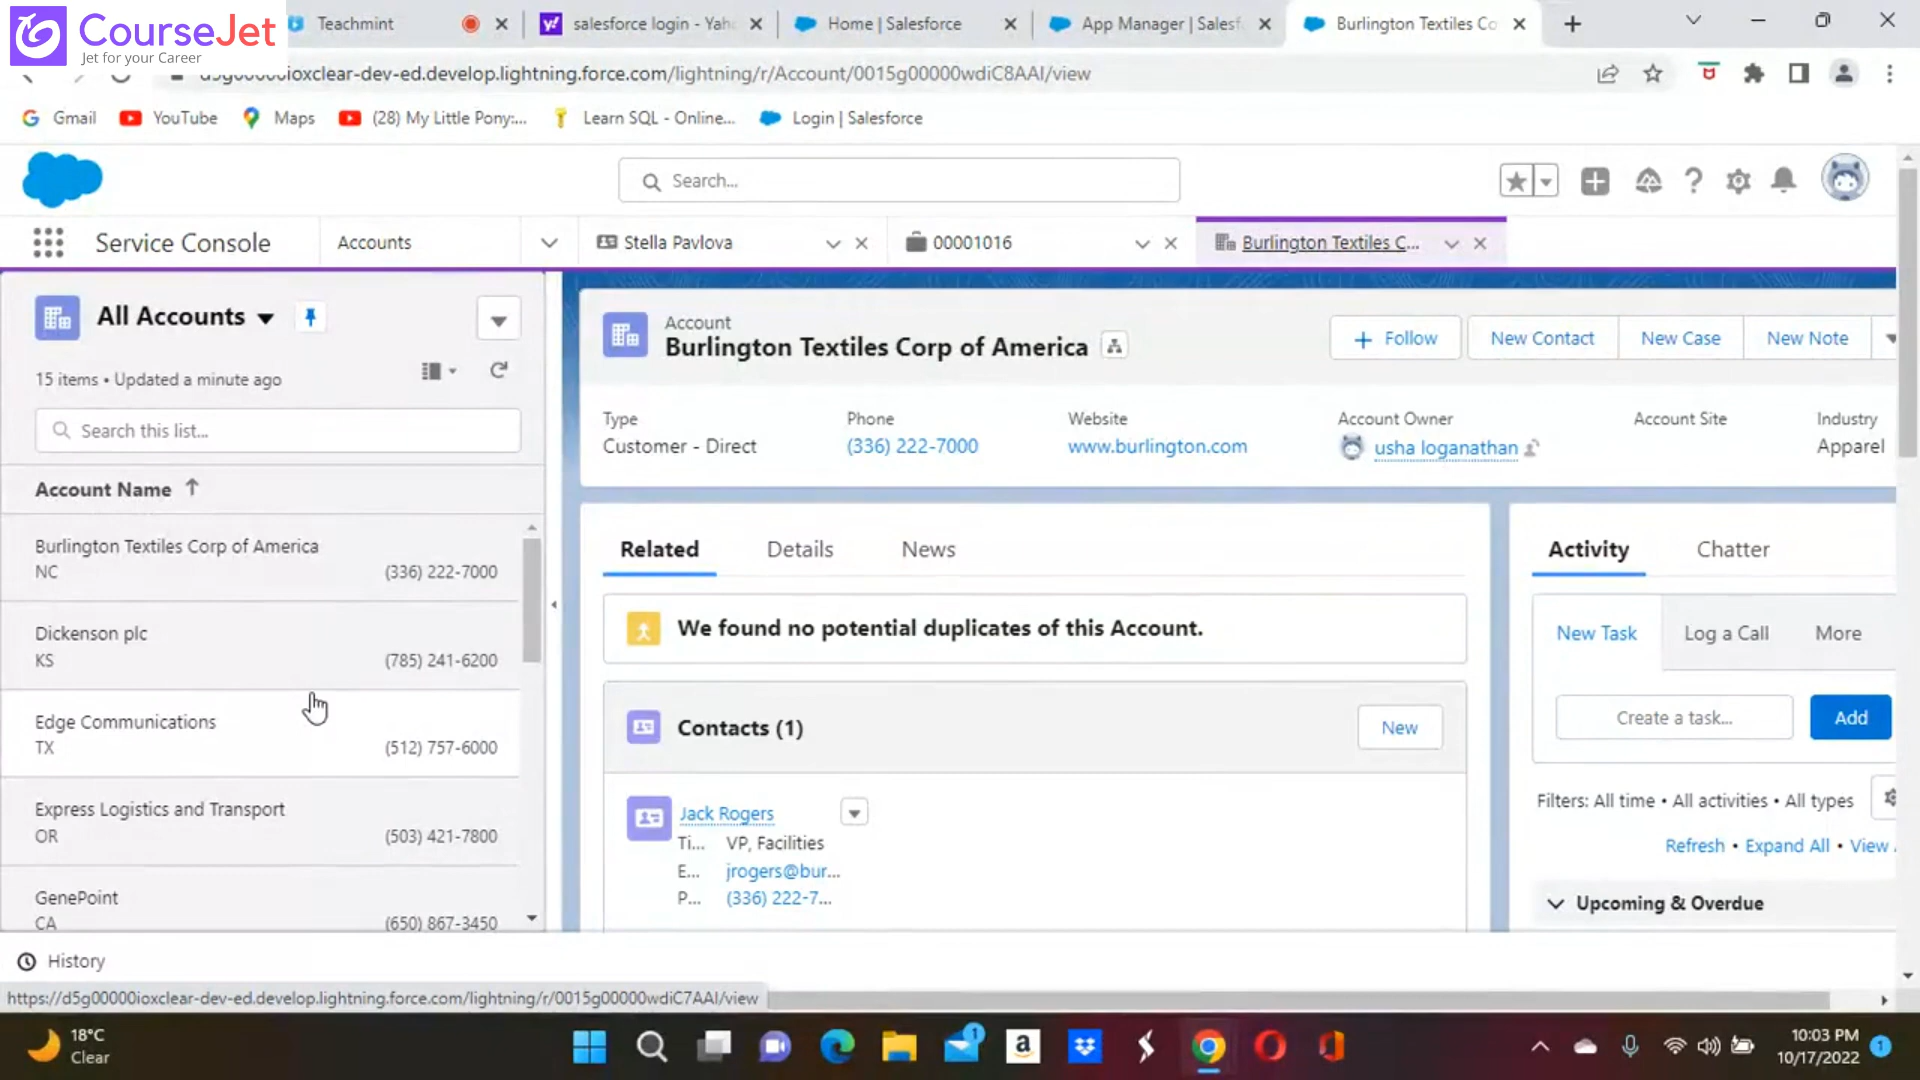 CourseJet
Jet for your Career
Teachmint
salesforce login - Yah
Home | Salesforce
App Manager | Salesf
Burlington Textiles Co
d5g00000ioxclear-dev-ed.develop.lightning.force.com/lightning/r/Account/0015g00000wdiC8AAI/view
Gmail
YouTube
Maps
(28) My Little Pony:...
Learn SQL - Online...
Login | Salesforce
Search...
Service Console
Accounts
Stella Pavlova
00001016
Burlington Textiles C...
All Accounts
15 items • Updated a minute ago
Search this list...
Account Name
Burlington Textiles Corp of America
NC (336) 222-7000
Dickenson plc
KS (785) 241-6200
Edge Communications
TX (512) 757-6000
Express Logistics and Transport
OR (503) 421-7800
GenePoint
CA (650) 867-3450
Account
Burlington Textiles Corp of America
Follow
New Contact
New Case
New Note
Type
Customer - Direct
Phone
(336) 222-7000
Website
www.burlington.com
Account Owner
usha loganathan
Account Site
Industry
Apparel
Related
Details
News
We found no potential duplicates of this Account.
Contacts (1)
New
Jack Rogers
Ti... VP, Facilities
E... jrogers@bur...
P... (336) 222-7...
Activity
Chatter
New Task
Log a Call
More
Create a task...
Add
Filters: All time • All activities • All types
Refresh • Expand All • View
Upcoming & Overdue
History
https://d5g00000ioxclear-dev-ed.develop.lightning.force.com/lightning/r/0015g00000wdiC7AAI/view
18°C
Clear
1
10:03 PM
10/17/2022
1